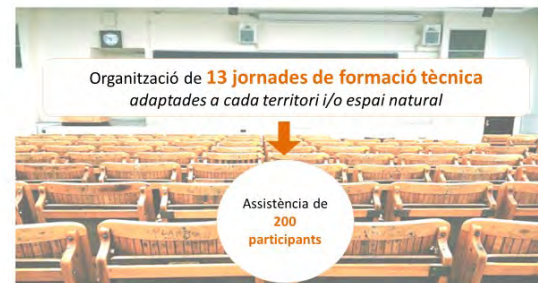 Organització de 13 jornades de formació tècnica
adaptades a cada territori i/o espai natural
Assistència de
200
participants